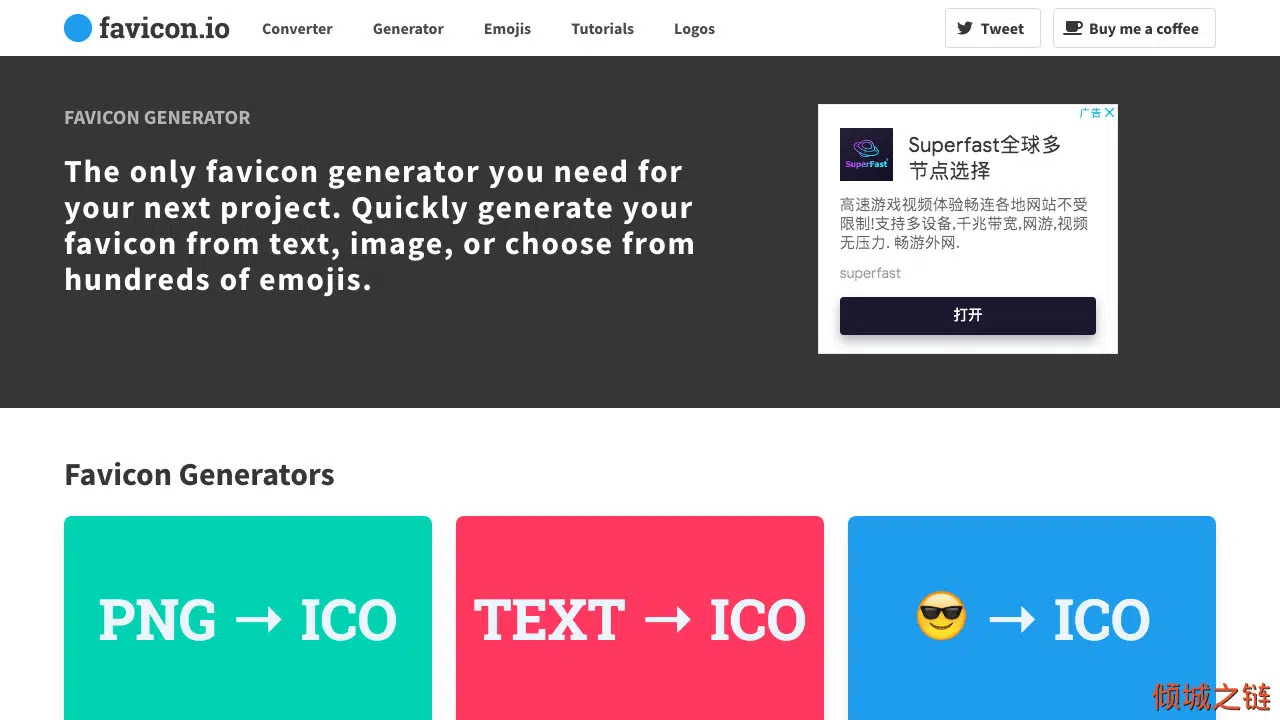 favicon.io
Converter
Generator
Emojis
Tutorials
Logos
Tweet
Buy me a coffee
FAVICON GENERATOR
The only favicon generator you need for
your next project. Quickly generate your
favicon from text, image, or choose from
hundreds of emojis.
广告
SuperFast
Superfast全球多
节点选择
高速游戏视频体验畅连各地网站不受
限制!支持多设备,千兆带宽,网游,视频
无压力. 畅游外网.
superfast
打开
Favicon Generators
PNG → ICO
TEXT → ICO
😎 → ICO
倾城之链